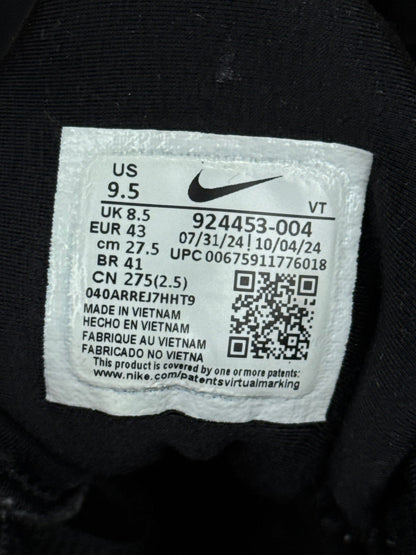 US
9.5
UK 8.5
EUR 43
cm 27.5
BR 41
CN 275(2.5)
040ARREJ7HHT9
VT
924453-004
07/31/24 | 10/04/24
UPC 00675911776018
MADE IN VIETNAM
HECHO EN VIETNAM
FABRIQUE AU VIETNAM
FABRICADO NO VIETNA
This product is covered by one or more patents.
www.nike.com/patentsvirtualmarking